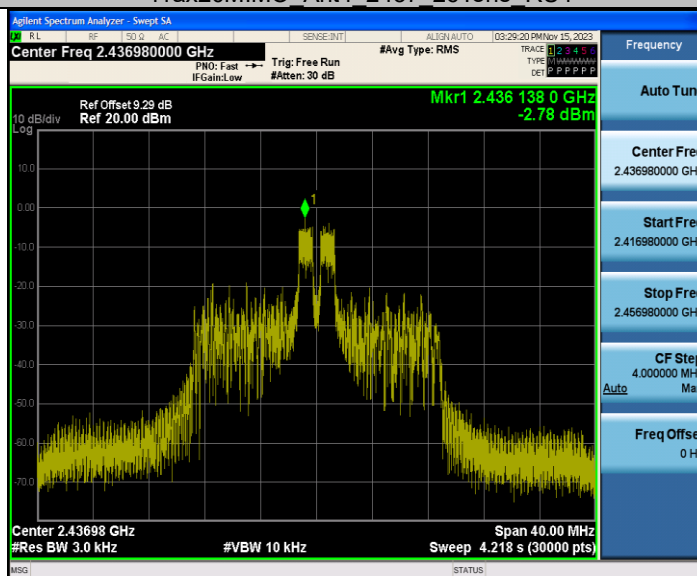 Agilent Spectrum Analyzer - Swept SA
RL RF 50 Ω AC SENSE:INT ALIGN AUTO 03:29:20 PM Nov 15, 2023
Center Freq 2.436980000 GHz #Avg Type: RMS TRACE 1 2 3 4 5 6
PNO: Fast Trig: Free Run TYPE M
IFGain:Low #Atten: 30 dB DET P P P P P P
Mkr1 2.436 138 0 GHz
Ref Offset 9.29 dB
10 dB/div Ref 20.00 dBm -2.78 dBm
Log
10.0
0.00
1
-10.0
-20.0
-30.0
-40.0
-50.0
-60.0
-70.0
Center 2.43698 GHz Span 40.00 MHz
#Res BW 3.0 kHz #VBW 10 kHz Sweep 4.218 s (30000 pts)
MSG STATUS
Frequency
Auto Tun
Center Fre
2.436980000 GH
Start Fre
2.416980000 GH
Stop Fre
2.456980000 GH
CF Step
4.000000 MH
Auto Ma
Freq Offse
0 H